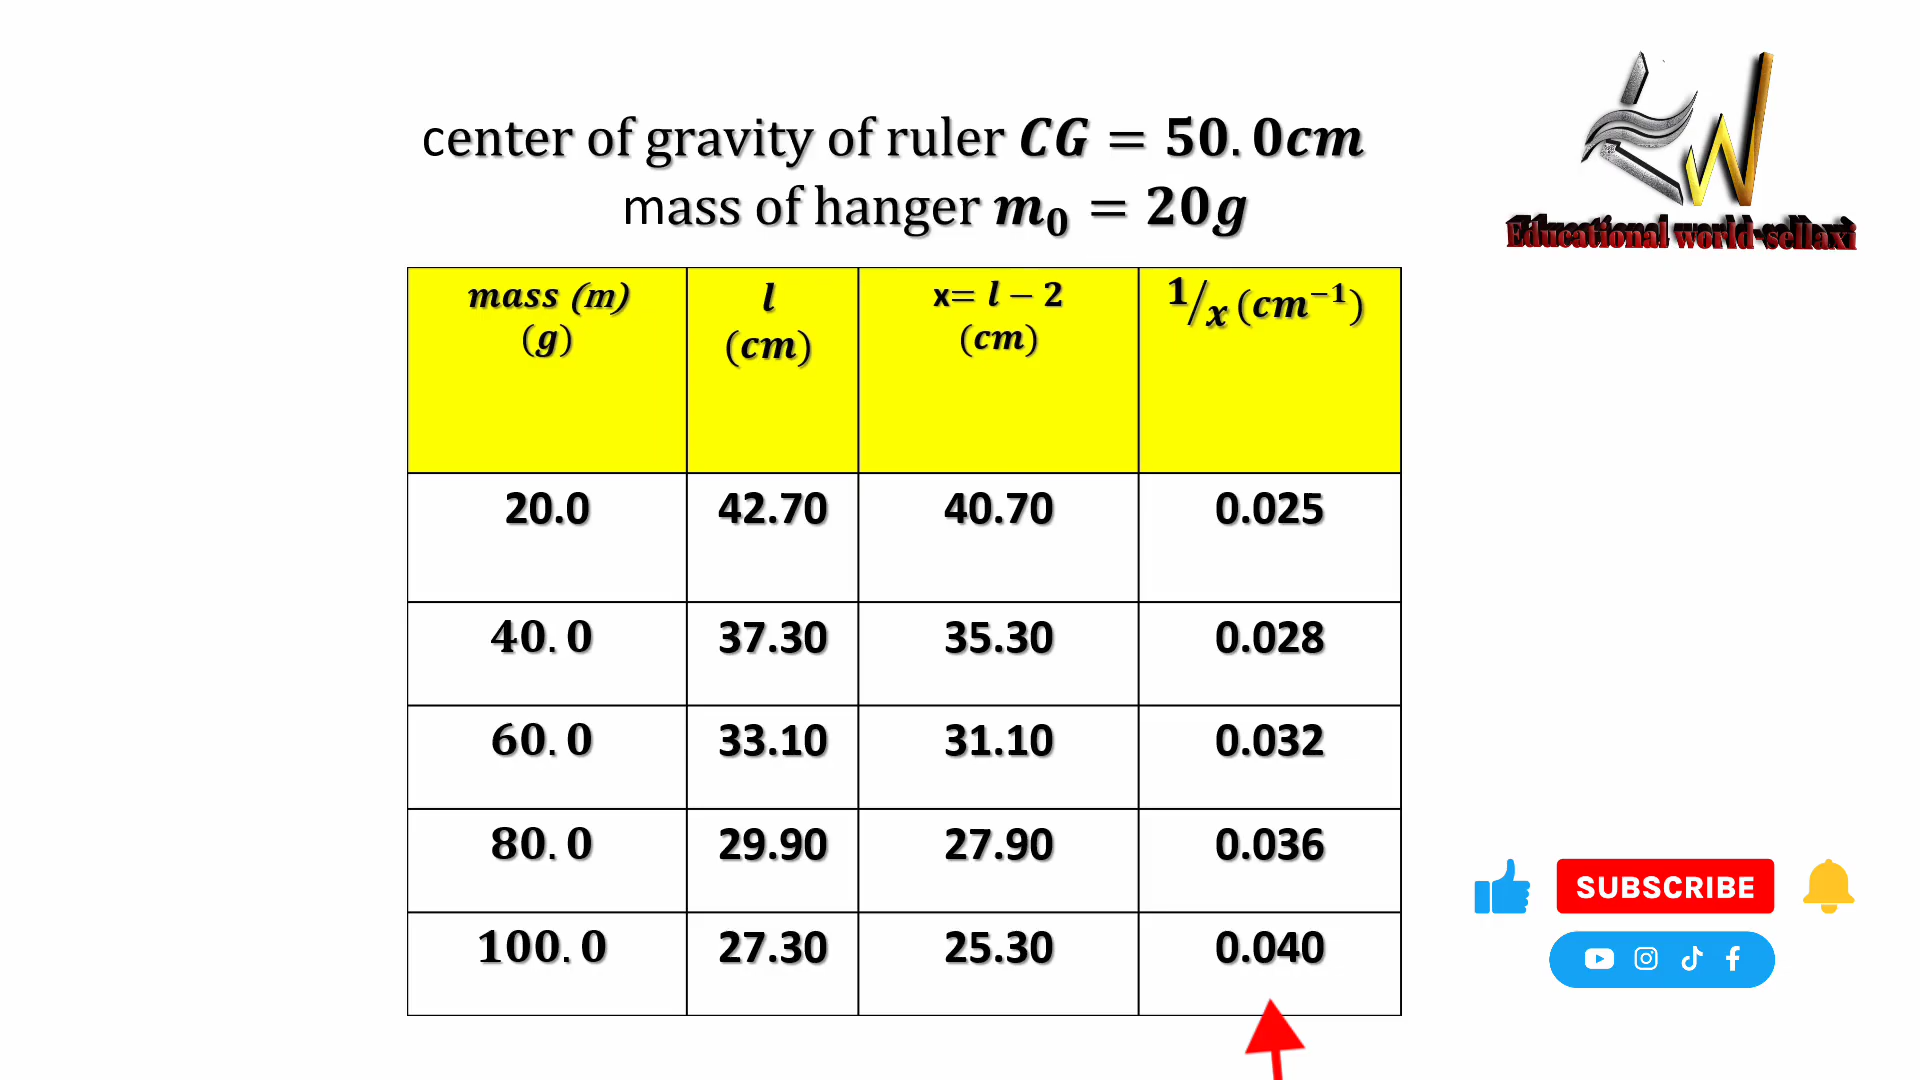 center of gravity of ruler CG = 50.0cm
mass of hanger m₀ = 20g
Educational world-sellaxi
mass (m) (g) | l (cm) | x= l − 2 (cm) | 1/x (cm⁻¹)
20.0 | 42.70 | 40.70 | 0.025
40.0 | 37.30 | 35.30 | 0.028
60.0 | 33.10 | 31.10 | 0.032
80.0 | 29.90 | 27.90 | 0.036
100.0 | 27.30 | 25.30 | 0.040
SUBSCRIBE